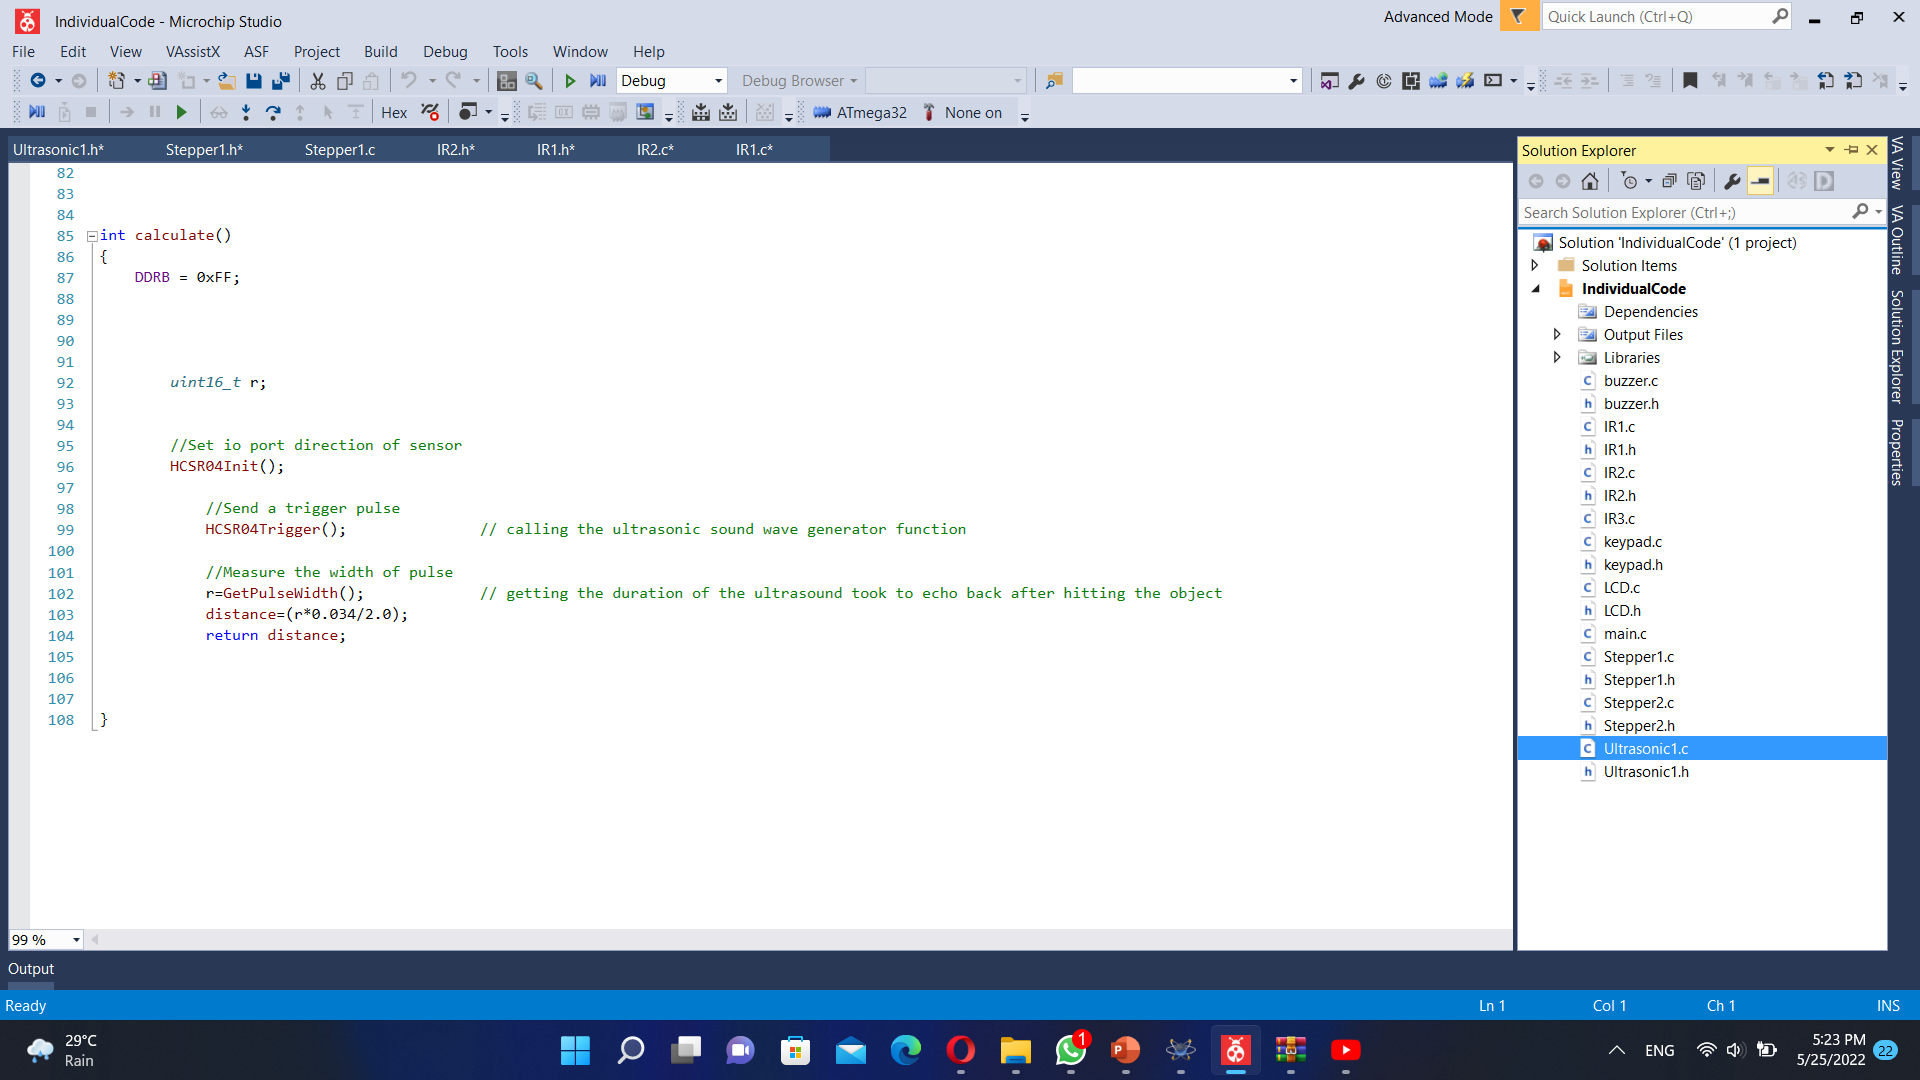 IndividualCode - Microchip Studio
Advanced Mode
Quick Launch (Ctrl+Q)
File Edit View VAssistX ASF Project Build Debug Tools Window Help
Debug Debug Browser
Hex ATmega32 None on
Ultrasonic1.h* Stepper1.h* Stepper1.c IR2.h* IR1.h* IR2.c* IR1.c*
82
83
84
85 int calculate()
86 {
87 DDRB = 0xFF;
88
89
90
91
92 uint16_t r;
93
94
95 //Set io port direction of sensor
96 HCSR04Init();
97
98 //Send a trigger pulse
99 HCSR04Trigger(); // calling the ultrasonic sound wave generator function
100
101 //Measure the width of pulse
102 r=GetPulseWidth(); // getting the duration of the ultrasound took to echo back after hitting the object
103 distance=(r*0.034/2.0);
104 return distance;
105
106
107
108 }
99 %
Solution Explorer
Search Solution Explorer (Ctrl+;)
Solution 'IndividualCode' (1 project)
Solution Items
IndividualCode
Dependencies
Output Files
Libraries
buzzer.c
buzzer.h
IR1.c
IR1.h
IR2.c
IR2.h
IR3.c
keypad.c
keypad.h
LCD.c
LCD.h
main.c
Stepper1.c
Stepper1.h
Stepper2.c
Stepper2.h
Ultrasonic1.c
Ultrasonic1.h
VA View
VA Outline
Solution Explorer
Properties
Output
Ready Ln 1 Col 1 Ch 1 INS
29°C
Rain
1
ENG
5:23 PM
5/25/2022
22